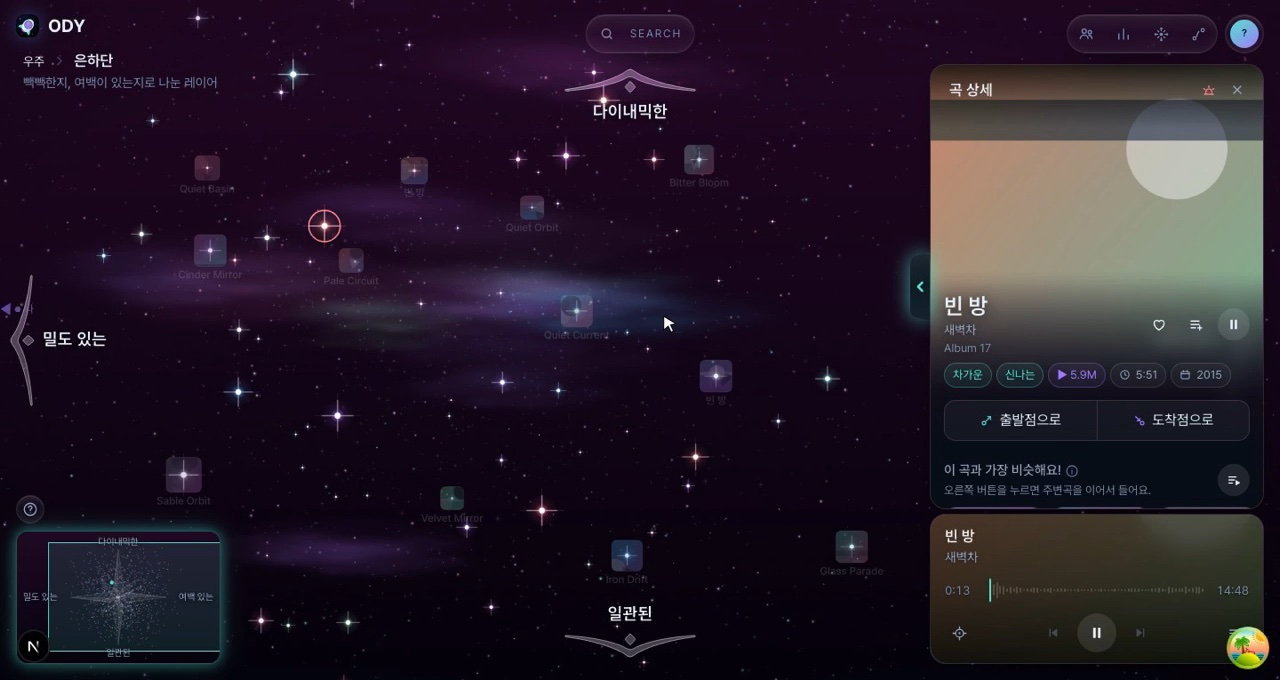 ODY
우주 > 은하단
빽빽한지, 여백이 있는지로 나눈 레이어
SEARCH
?
다이내믹한
Quiet Basin
빈 방
Bitter Bloom
Quiet Orbit
Cinder Mirror
Pale Circuit
Quiet Current
밀도 있는
빈 방
Sable Orbit
Velvet Mirror
Iron Drift
Glass Parade
일관된
다이내믹한
밀도 있는
여백 있는
일관된
N
곡 상세
빈 방
새벽차
Album 17
차가운 신나는 5.9M 5:51 2015
출발점으로 도착점으로
이 곡과 가장 비슷해요!
오른쪽 버튼을 누르면 주변곡을 이어서 들어요.
빈 방
새벽차
0:13 14:48